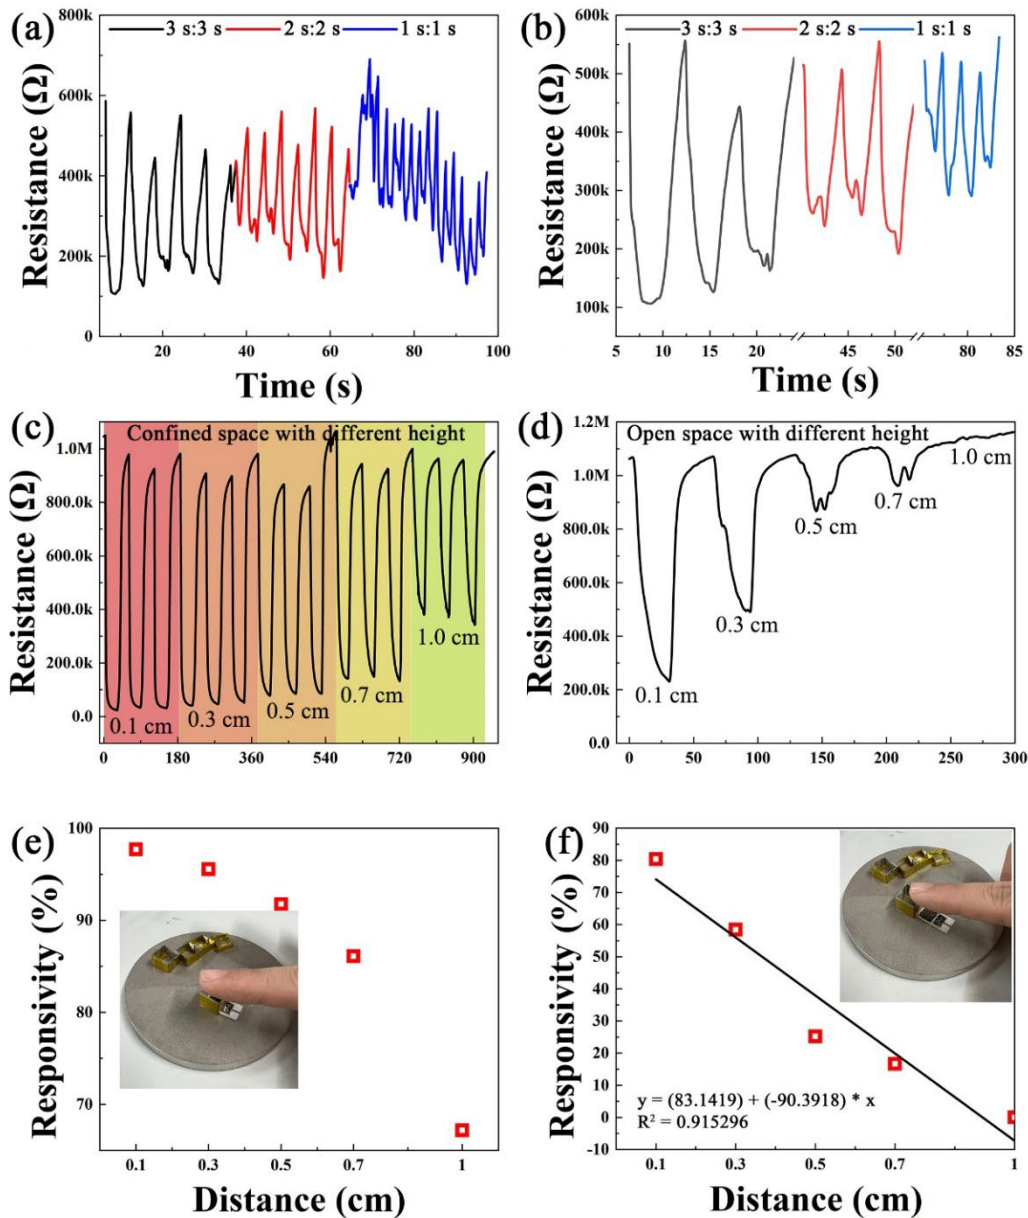 (a)
3 s:3 s 2 s:2 s 1 s:1 s
800k
600k
400k
200k
0
Resistance (Ω)
20 40 60 80 100
Time (s)
(b)
3 s:3 s 2 s:2 s 1 s:1 s
600k
500k
400k
300k
200k
100k
Resistance (Ω)
5 10 15 20 45 50 80 85
Time (s)
(c)
Confined space with different height
1.0M
800.0k
600.0k
400.0k
200.0k
0.0
Resistance (Ω)
0.1 cm
0.3 cm
0.5 cm
0.7 cm
1.0 cm
0 180 360 540 720 900
(d)
Open space with different height
1.2M
1.0M
800.0k
600.0k
400.0k
200.0k
0.0
Resistance (Ω)
0.1 cm
0.3 cm
0.5 cm
0.7 cm
1.0 cm
0 50 100 150 200 250 300
(e)
100
90
80
70
Responsivity (%)
0.1 0.3 0.5 0.7 1
Distance (cm)
(f)
90
80
70
60
50
40
30
20
10
0
-10
Responsivity (%)
y = (83.1419) + (-90.3918) * x
R² = 0.915296
0.1 0.3 0.5 0.7 1
Distance (cm)